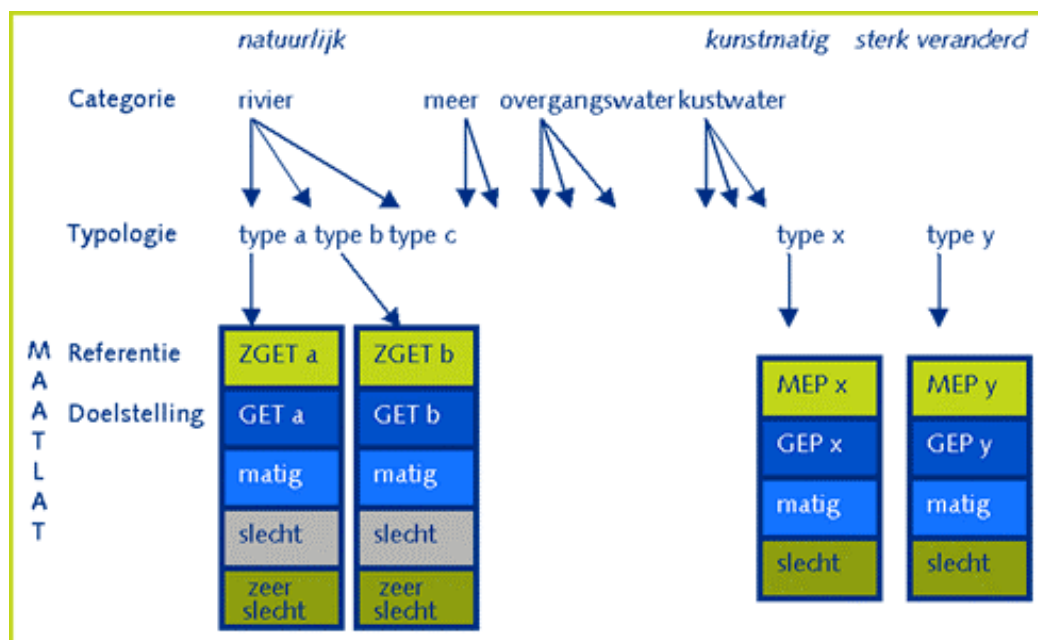 natuurlijk kunstmatig sterk veranderd
Categorie rivier meer overgangswater kustwater
Typologie type a type b type c type x type y
MAATLAT
Referentie ZGET a ZGET b MEP x MEP y
Doelstelling GET a GET b GEP x GEP y
matig matig matig matig
slecht slecht slecht slecht
zeer slecht zeer slecht